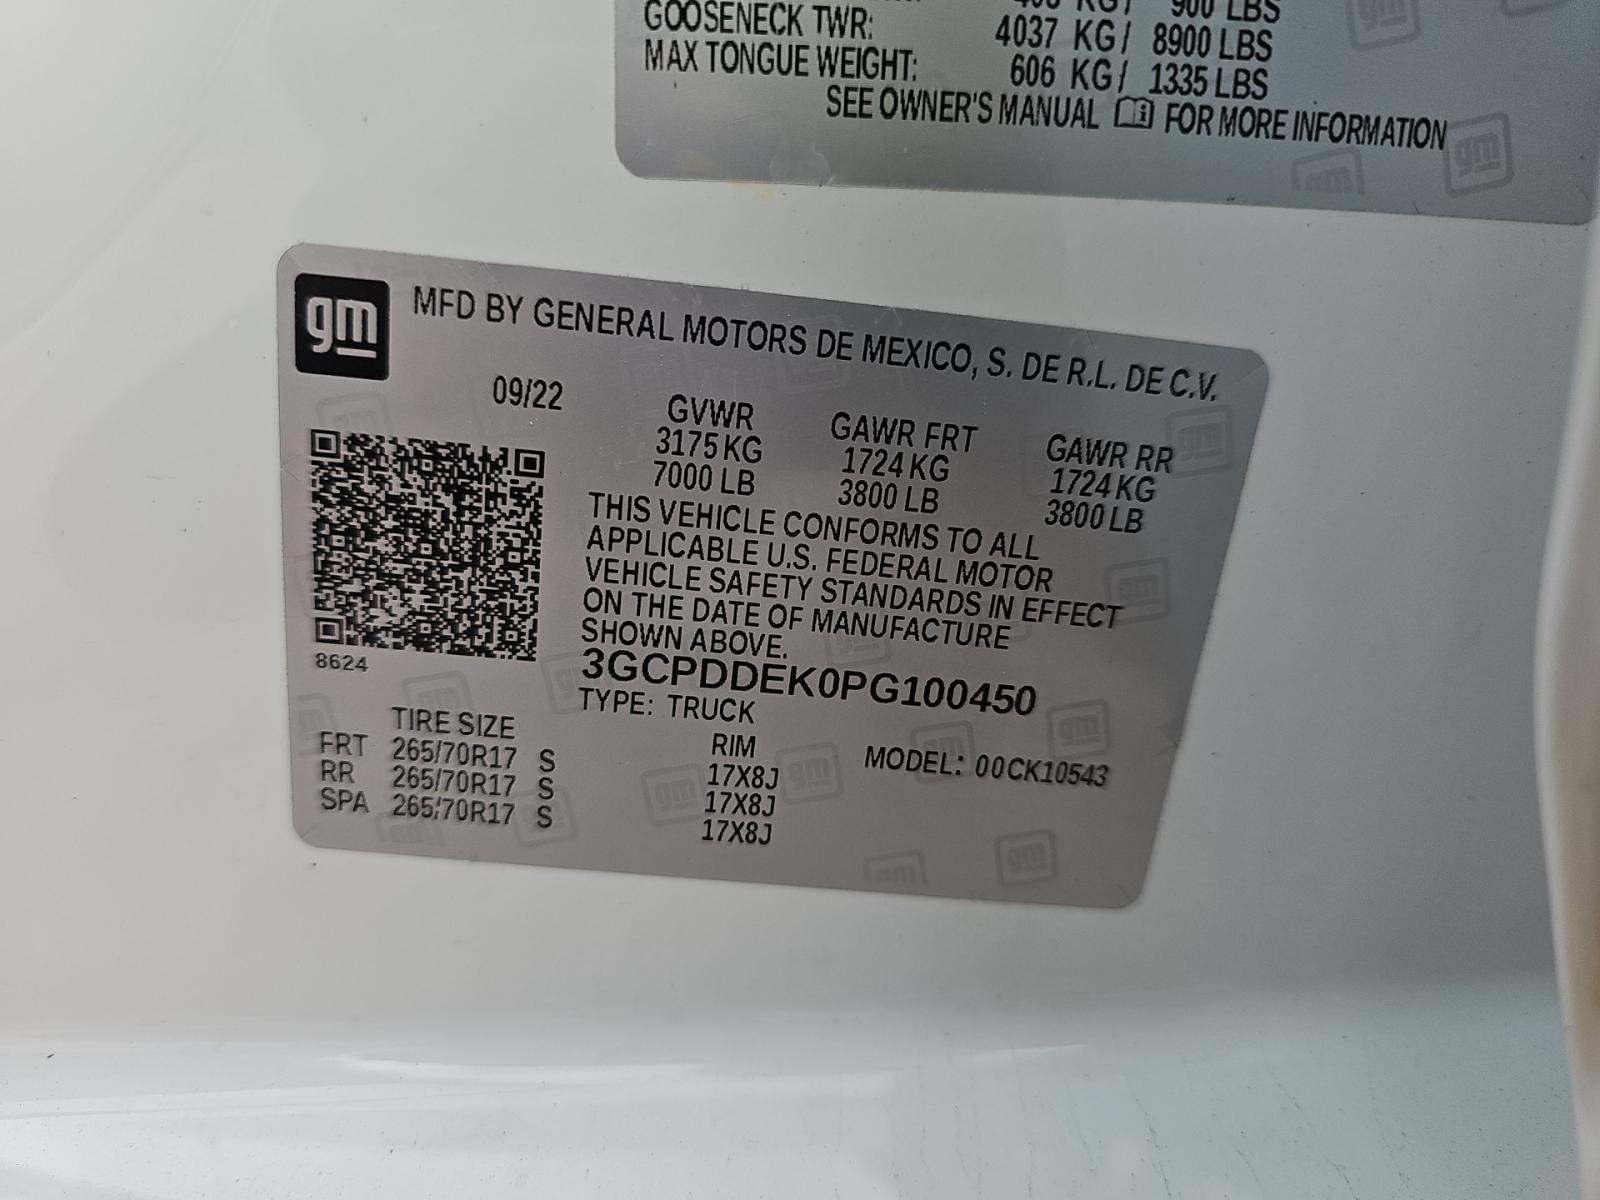 900 LBS
GOOSENECK TWR: 4037 KG/ 8900 LBS
MAX TONGUE WEIGHT: 606 KG/ 1335 LBS
SEE OWNER'S MANUAL FOR MORE INFORMATION
gm
MFD BY GENERAL MOTORS DE MEXICO, S. DE R.L. DE C.V.
09/22
GVWR GAWR FRT GAWR RR
3175 KG 1724 KG 1724 KG
7000 LB 3800 LB 3800 LB
THIS VEHICLE CONFORMS TO ALL
APPLICABLE U.S. FEDERAL MOTOR
VEHICLE SAFETY STANDARDS IN EFFECT
ON THE DATE OF MANUFACTURE
SHOWN ABOVE.
8624
3GCPDDEK0PG100450
TYPE: TRUCK
TIRE SIZE RIM MODEL: 00CK10543
FRT 265/70R17 S 17X8J
RR 265/70R17 S 17X8J
SPA 265/70R17 S 17X8J